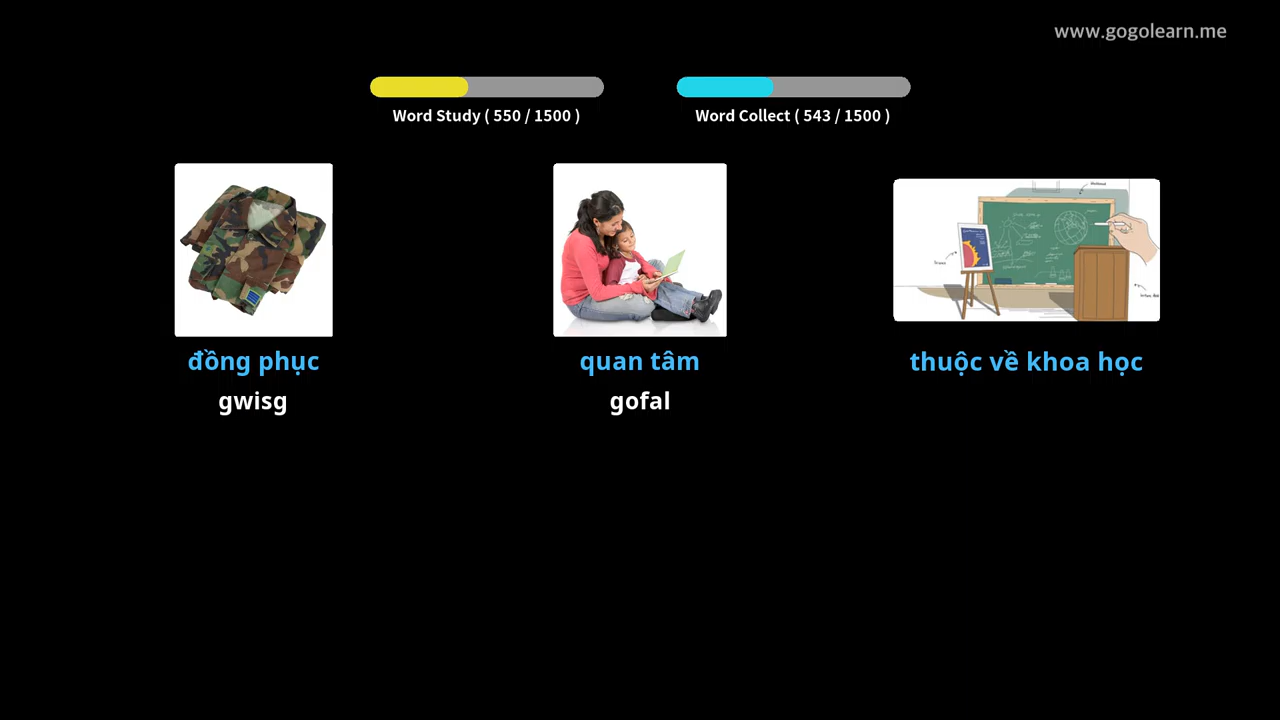 www.gogolearn.me
Word Study ( 550 / 1500 )
Word Collect ( 543 / 1500 )
đồng phục
gwisg
quan tâm
gofal
thuộc về khoa học